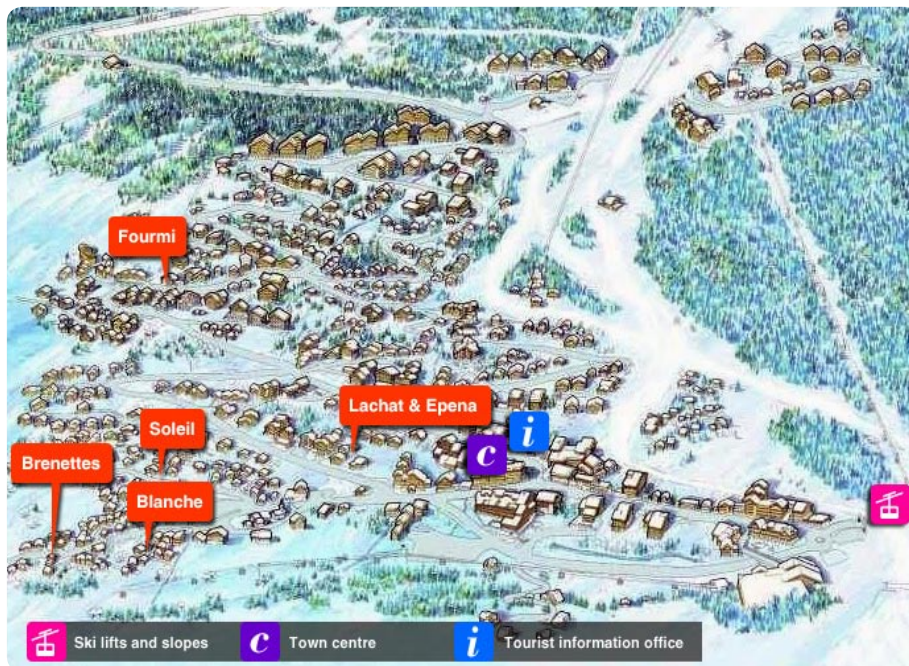 Fourmi
Lachat & Epena
i
Soleil
c
Brenettes
Blanche
Ski lifts and slopes
c Town centre
i Tourist information office